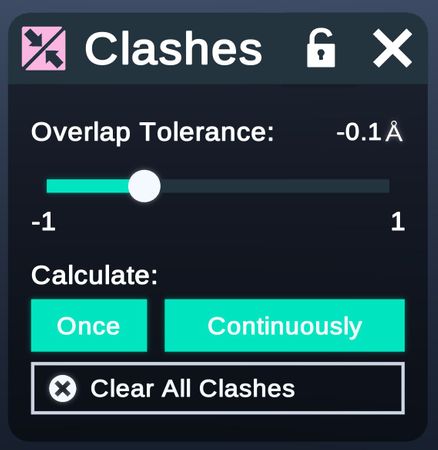 Clashes
Overlap Tolerance: -0.1Å
-1 1
Calculate:
Once Continuously
Clear All Clashes